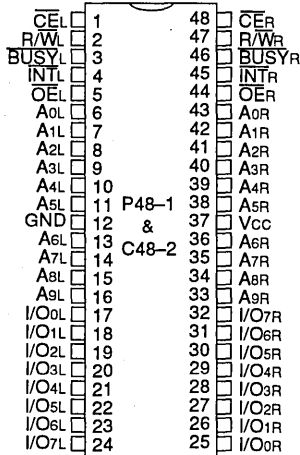 CEL 1 48 CER
R/WL 2 47 R/WR
BUSYL 3 46 BUSYR
INTL 4 45 INTR
OEL 5 44 OER
A0L 6 43 A0R
A1L 7 42 A1R
A2L 8 41 A2R
A3L 9 40 A3R
A4L 10 39 A4R
A5L 11 P48–1 38 A5R
GND 12 & 37 VCC
A6L 13 C48–2 36 A6R
A7L 14 35 A7R
A8L 15 34 A8R
A9L 16 33 A9R
I/O0L 17 32 I/O7R
I/O1L 18 31 I/O6R
I/O2L 19 30 I/O5R
I/O3L 20 29 I/O4R
I/O4L 21 28 I/O3R
I/O5L 22 27 I/O2R
I/O6L 23 26 I/O1R
I/O7L 24 25 I/O0R